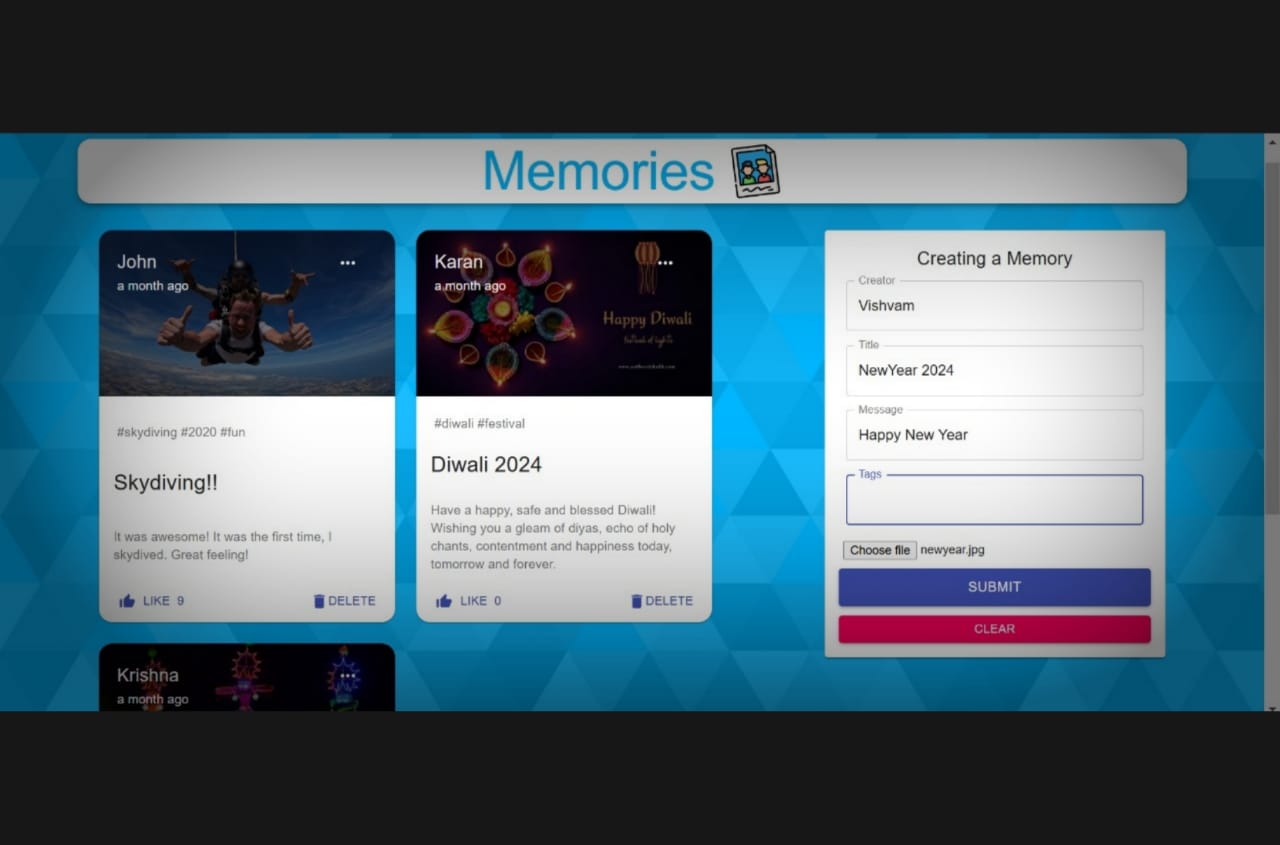 Memories
John
•••
a month ago
#skydiving #2020 #fun
Skydiving!!
It was awesome! It was the first time, I
skydived. Great feeling!
LIKE 9
DELETE
Karan
•••
a month ago
Happy Diwali
festival of lights
#diwali #festival
Diwali 2024
Have a happy, safe and blessed Diwali!
Wishing you a gleam of diyas, echo of holy
chants, contentment and happiness today,
tomorrow and forever.
LIKE 0
DELETE
Krishna
•••
a month ago
Creating a Memory
Creator
Vishvam
Title
NewYear 2024
Message
Happy New Year
Tags
Choose file newyear.jpg
SUBMIT
CLEAR